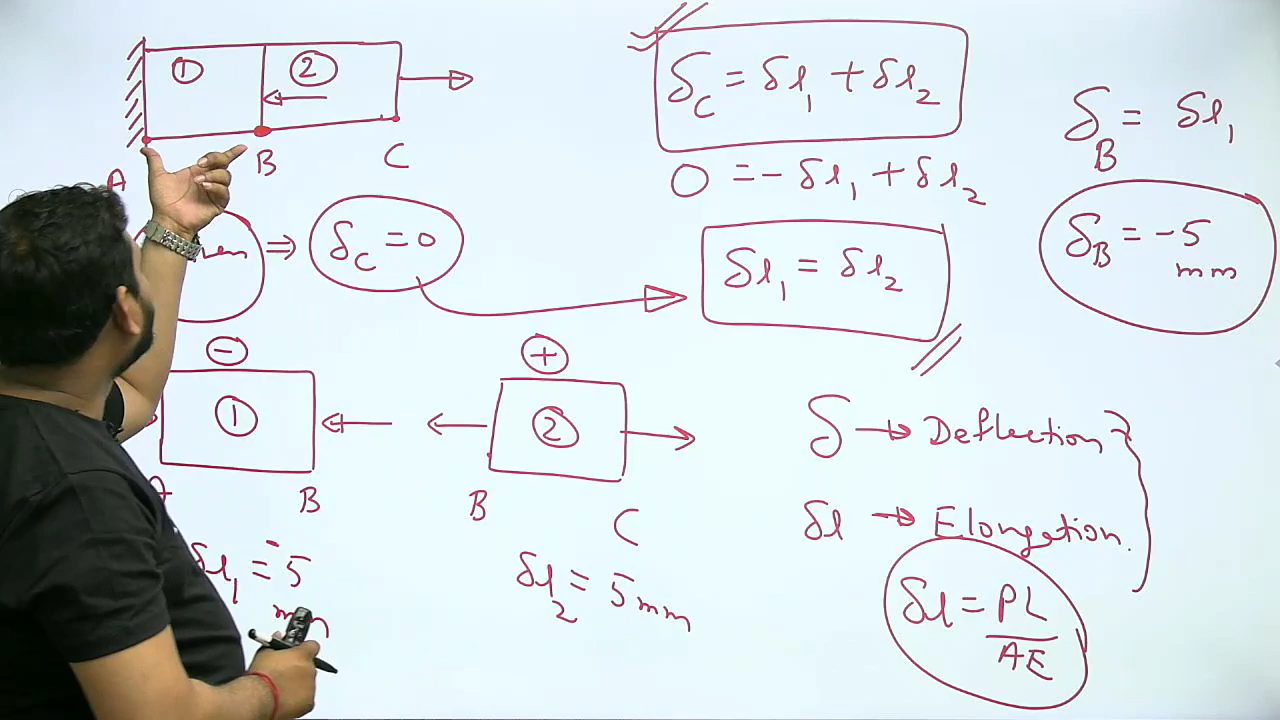 ① ②
A B C
δ_C = δl₁ + δl₂
0 = - δl₁ + δl₂
δ_B = δl₁
δ_B = -5 mm
⇒ δ_C = 0
δl₁ = δl₂
⊖ ⊕
① ②
A B B C
δl₁ = -5 mm
δl₂ = 5mm
δ → Deflection
δl → Elongation.
δl = PL/AE